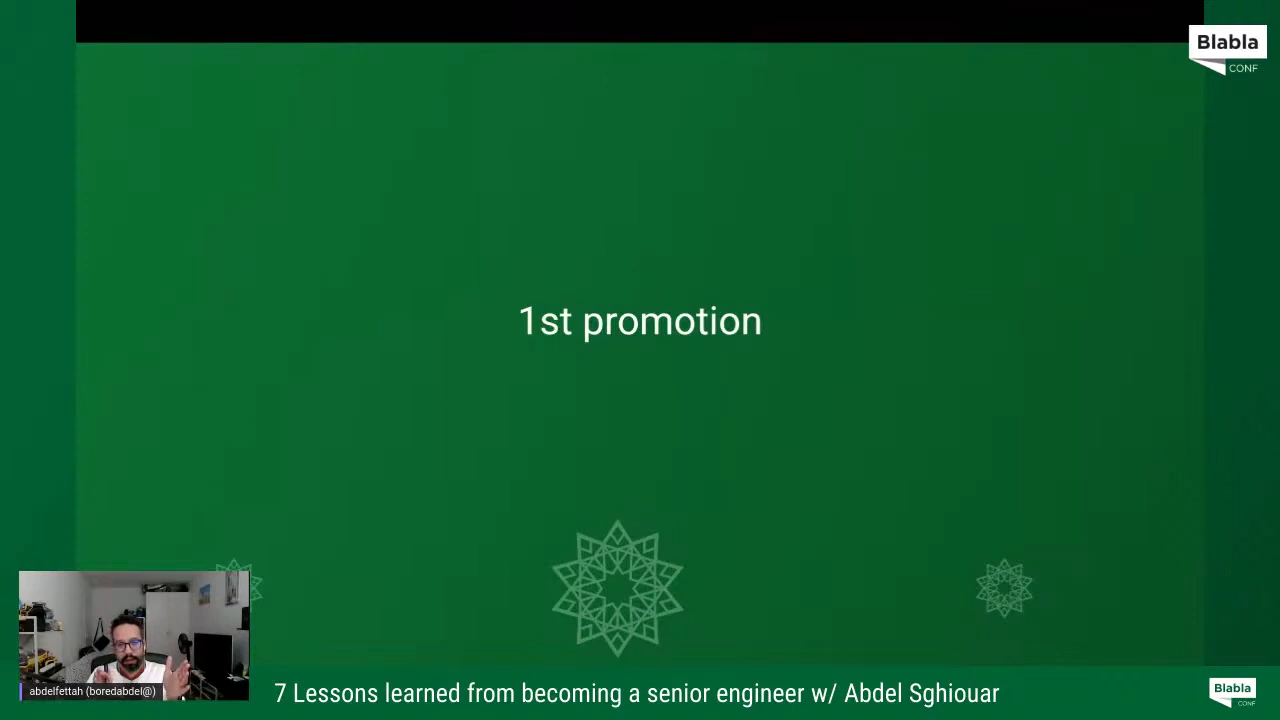 Blabla
CONF
1st promotion
abdelfettah (boredabdel@)
7 Lessons learned from becoming a senior engineer w/ Abdel Sghiouar
Blabla
CONF